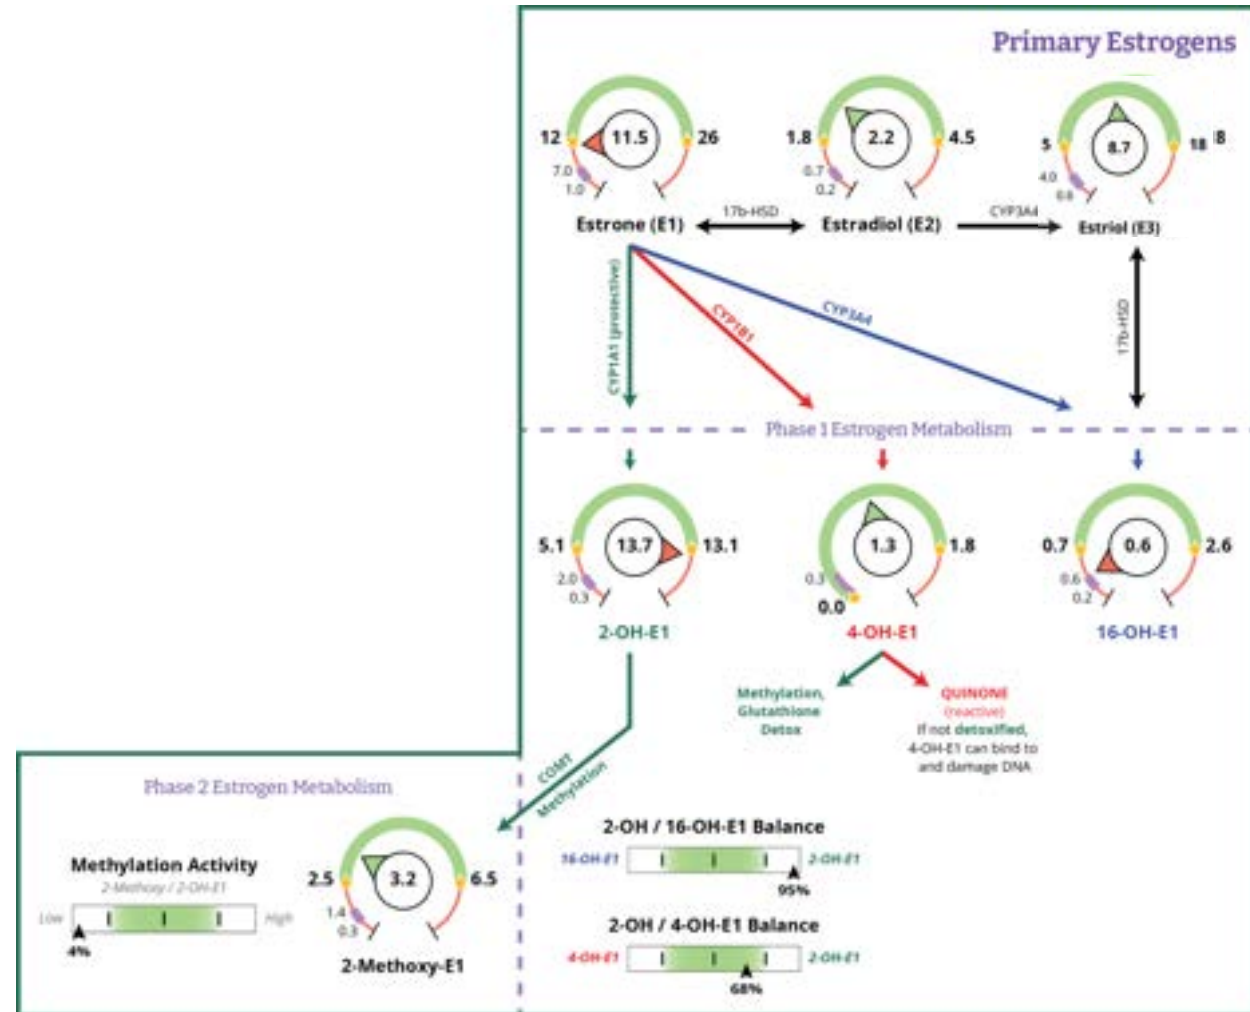 Primary Estrogens
12
11.5
26
7.0
1.0
1.8
2.2
4.5
0.7
0.2
5
8.7
18
8
4.0
0.6
Estrone (E1)
17b-HSD
Estradiol (E2)
CYP3A4
Estriol (E3)
CYP1A1 (protective)
CYP1B1
CYP3A4
17b-HSD
Phase 1 Estrogen Metabolism
5.1
13.7
13.1
2.0
0.3
1.3
1.8
0.3
0.0
0.7
0.6
2.6
0.6
0.2
2-OH-E1
4-OH-E1
16-OH-E1
Methylation,
Glutathione
Detox
QUINONE
(reactive)
If not detoxified,
4-OH-E1 can bind to
and damage DNA
COMT
Methylation
Phase 2 Estrogen Metabolism
Methylation Activity
2-Methoxy / 2-OH-E1
Low
High
4%
2.5
3.2
6.5
1.4
0.3
2-Methoxy-E1
2-OH / 16-OH-E1 Balance
16-OH-E1
2-OH-E1
95%
2-OH / 4-OH-E1 Balance
4-OH-E1
2-OH-E1
68%